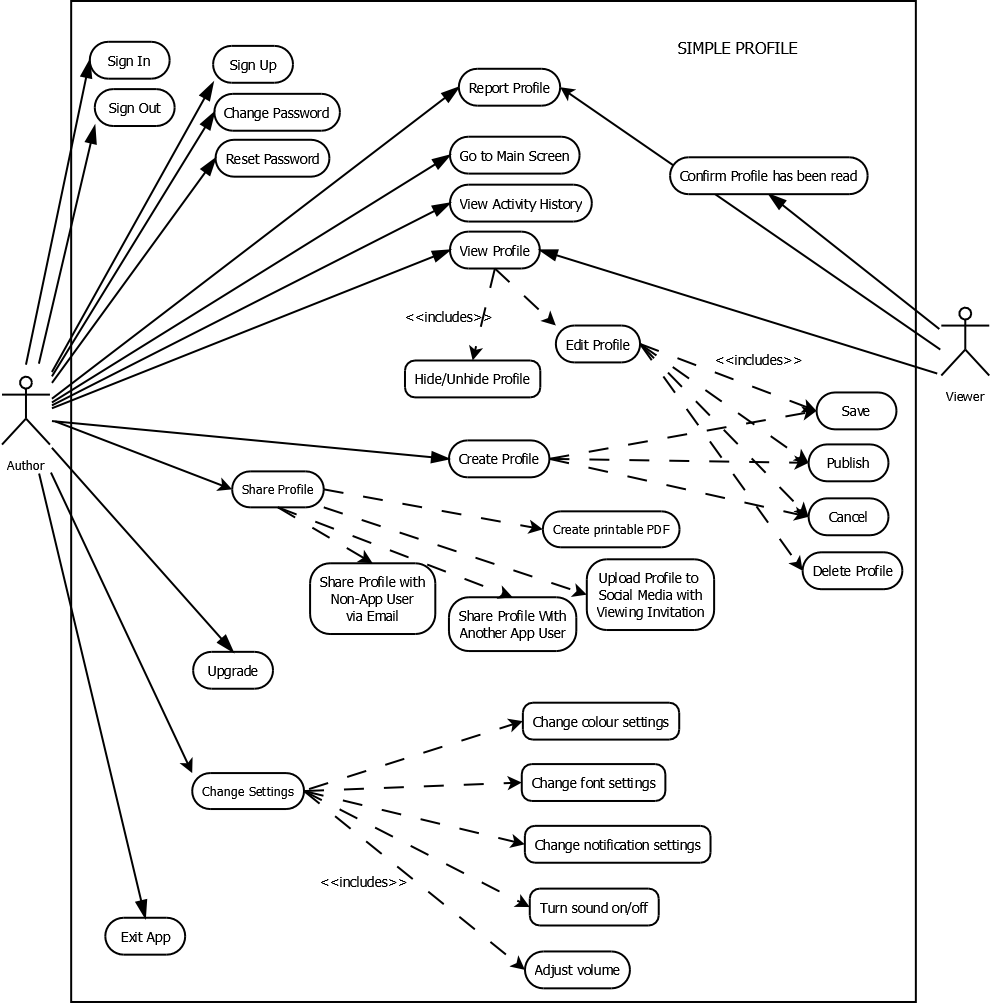 SIMPLE PROFILE
Sign In
Sign Up
Sign Out
Change Password
Reset Password
Report Profile
Go to Main Screen
Confirm Profile has been read
View Activity History
View Profile
<<includes>>
Edit Profile
<<includes>>
Hide/Unhide Profile
Viewer
Save
Author
Create Profile
Publish
Share Profile
Cancel
Create printable PDF
Delete Profile
Share Profile with
Non-App User
via Email
Share Profile With
Another App User
Upload Profile to
Social Media with
Viewing Invitation
Upgrade
Change colour settings
Change Settings
Change font settings
Change notification settings
<<includes>>
Turn sound on/off
Exit App
Adjust volume